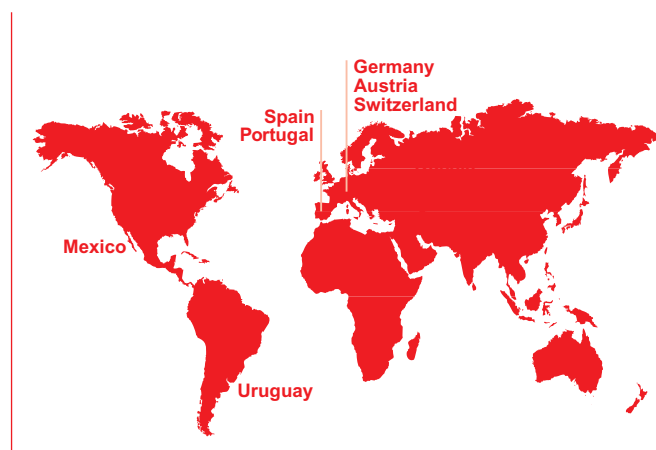 Germany
Austria
Switzerland
Spain
Portugal
Mexico
Uruguay